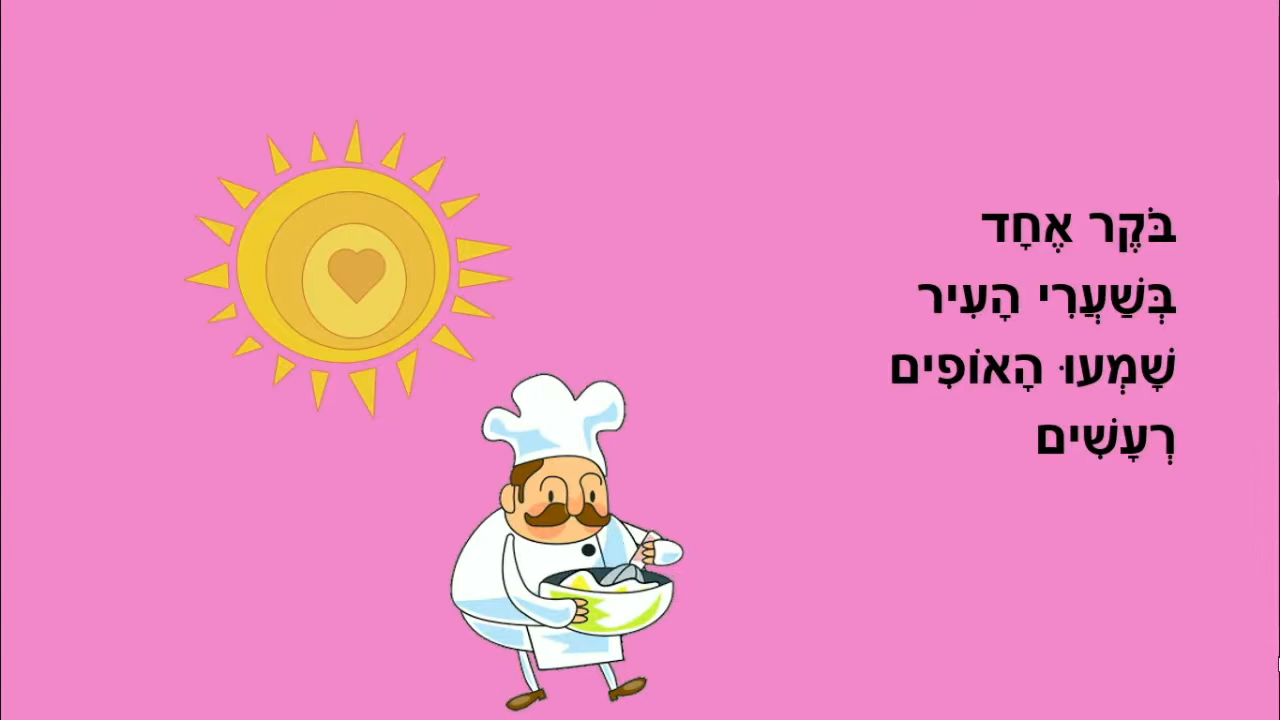 בֹּקֶר אֶחָד
בְּשַׁעֲרִי הָעִיר
שָׁמְעוּ הָאוֹפִים
רְעָשִׁים